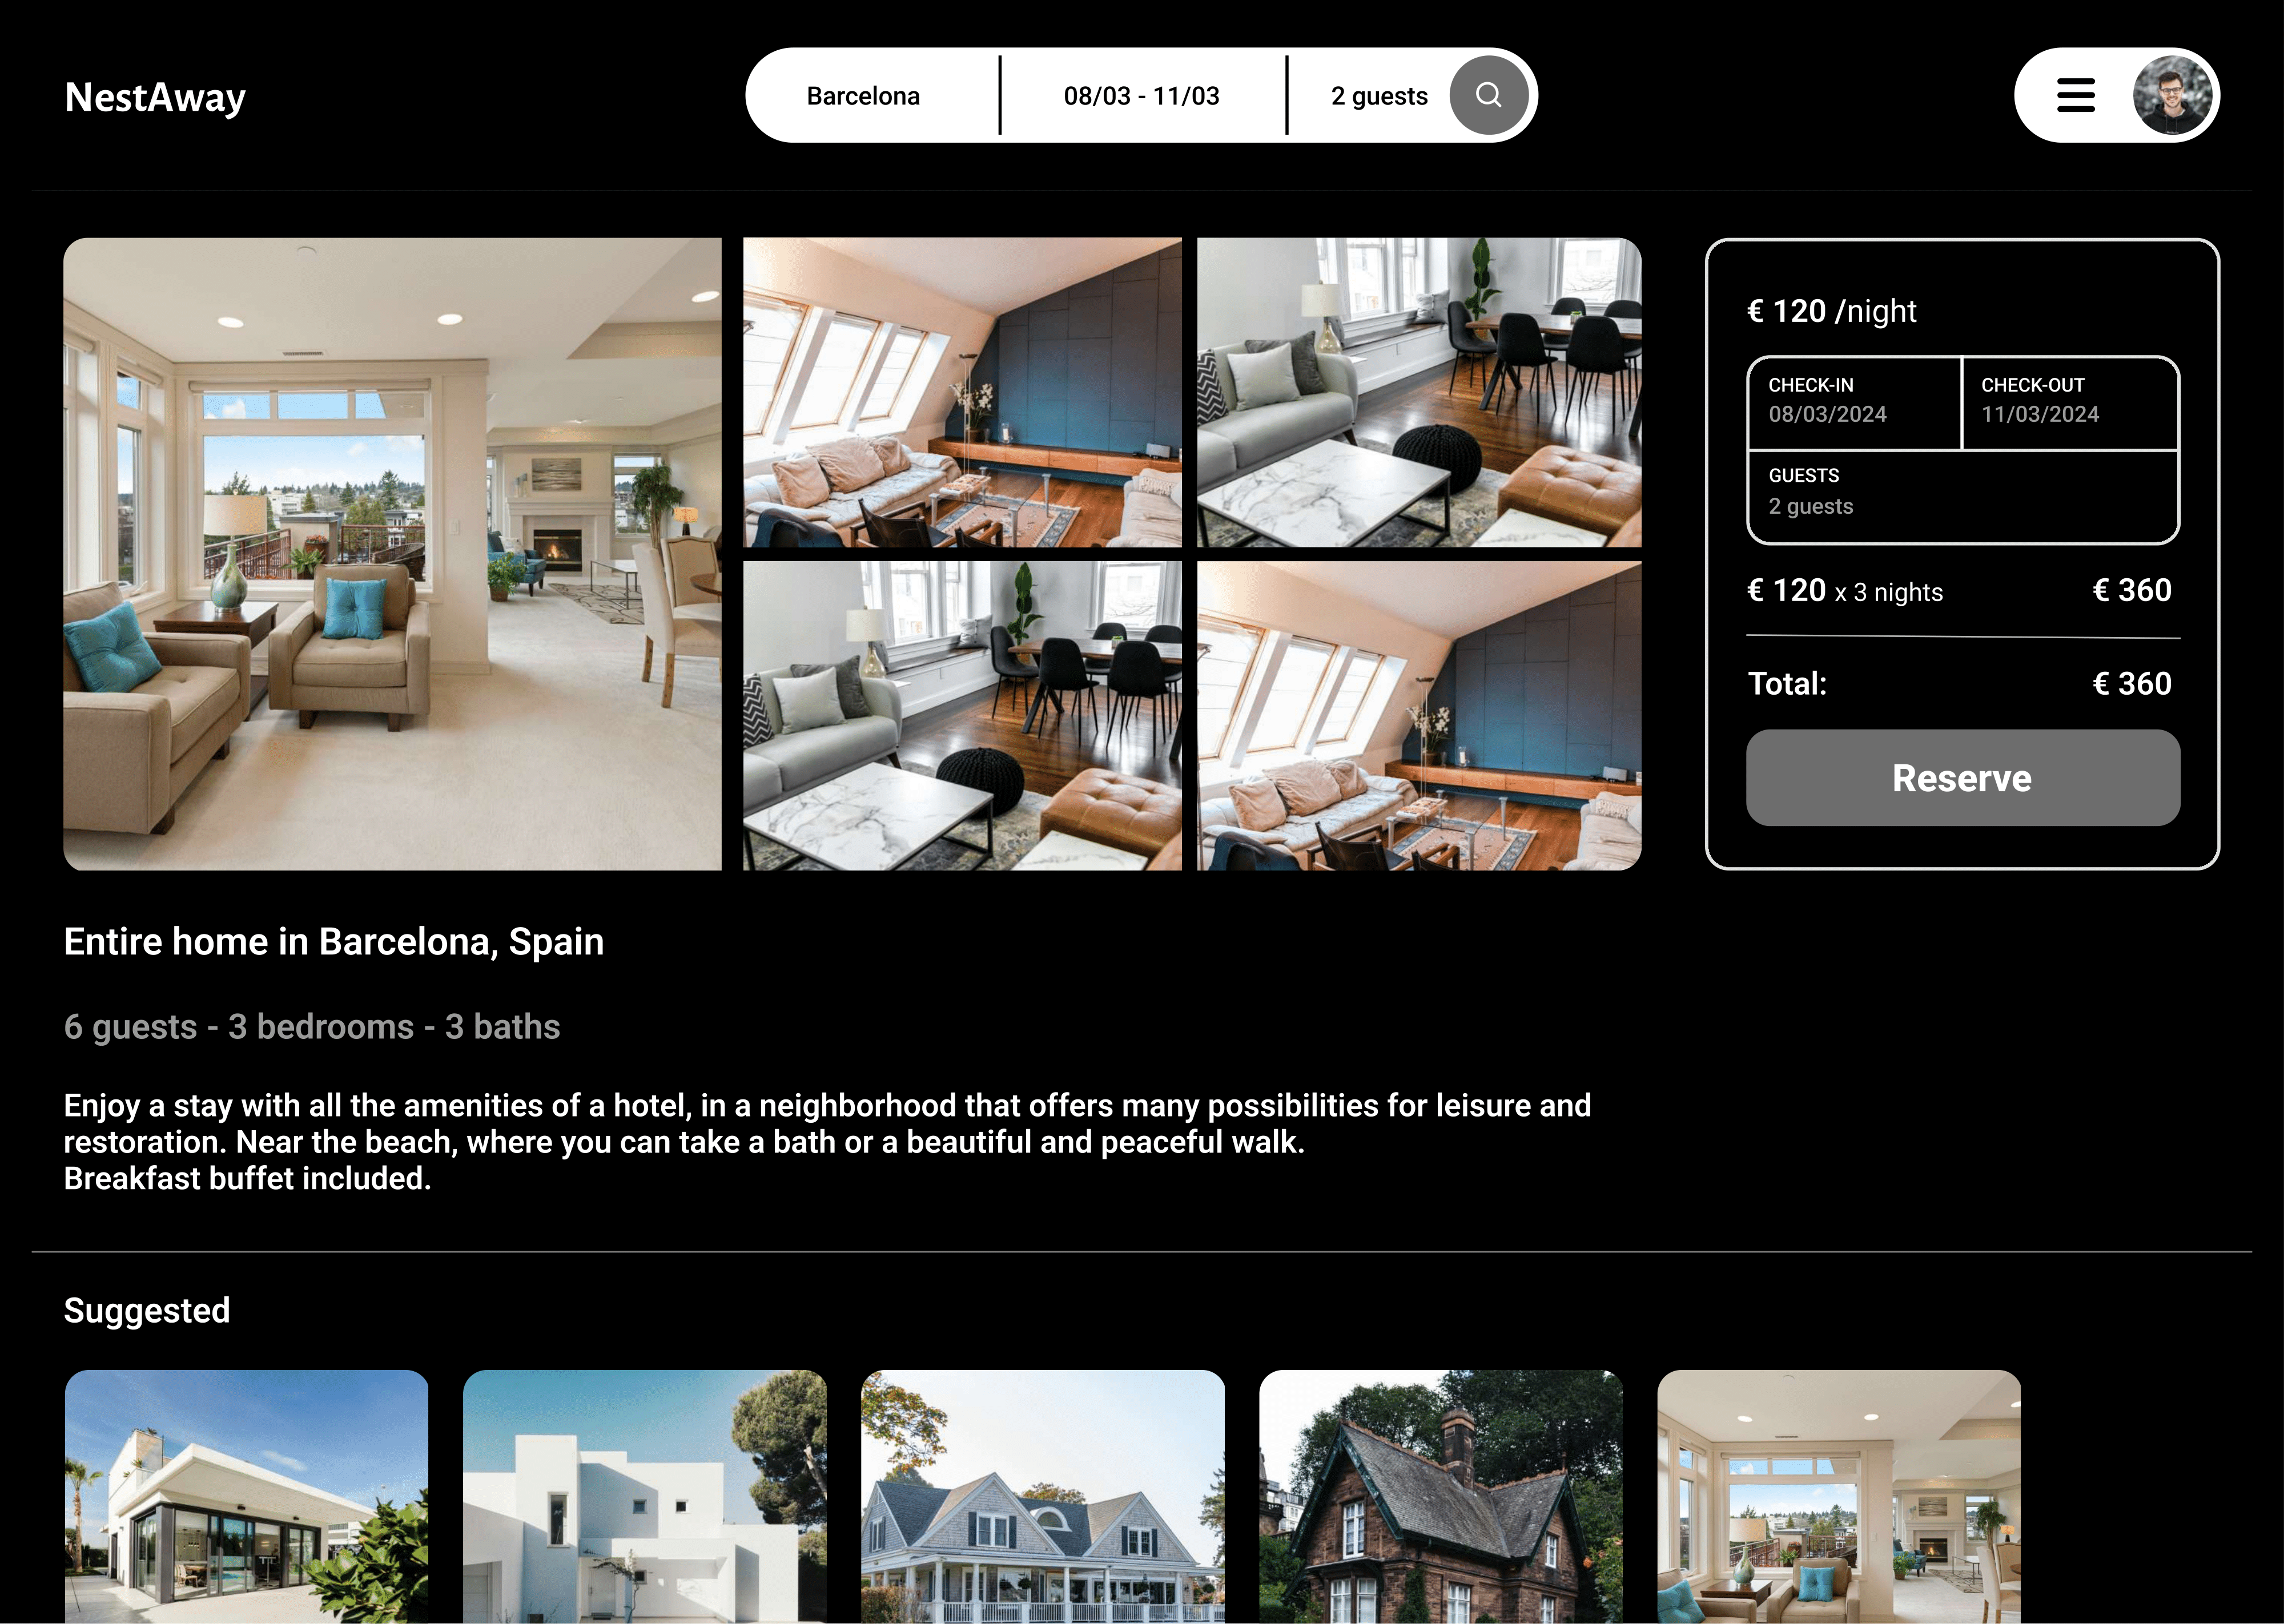 NestAway
Barcelona
08/03 - 11/03
2 guests
€ 120 /night
CHECK-IN
08/03/2024
CHECK-OUT
11/03/2024
GUESTS
2 guests
€ 120 x 3 nights
€ 360
Total:
€ 360
Reserve
Entire home in Barcelona, Spain
6 guests - 3 bedrooms - 3 baths
Enjoy a stay with all the amenities of a hotel, in a neighborhood that offers many possibilities for leisure and
restoration. Near the beach, where you can take a bath or a beautiful and peaceful walk.
Breakfast buffet included.
Suggested